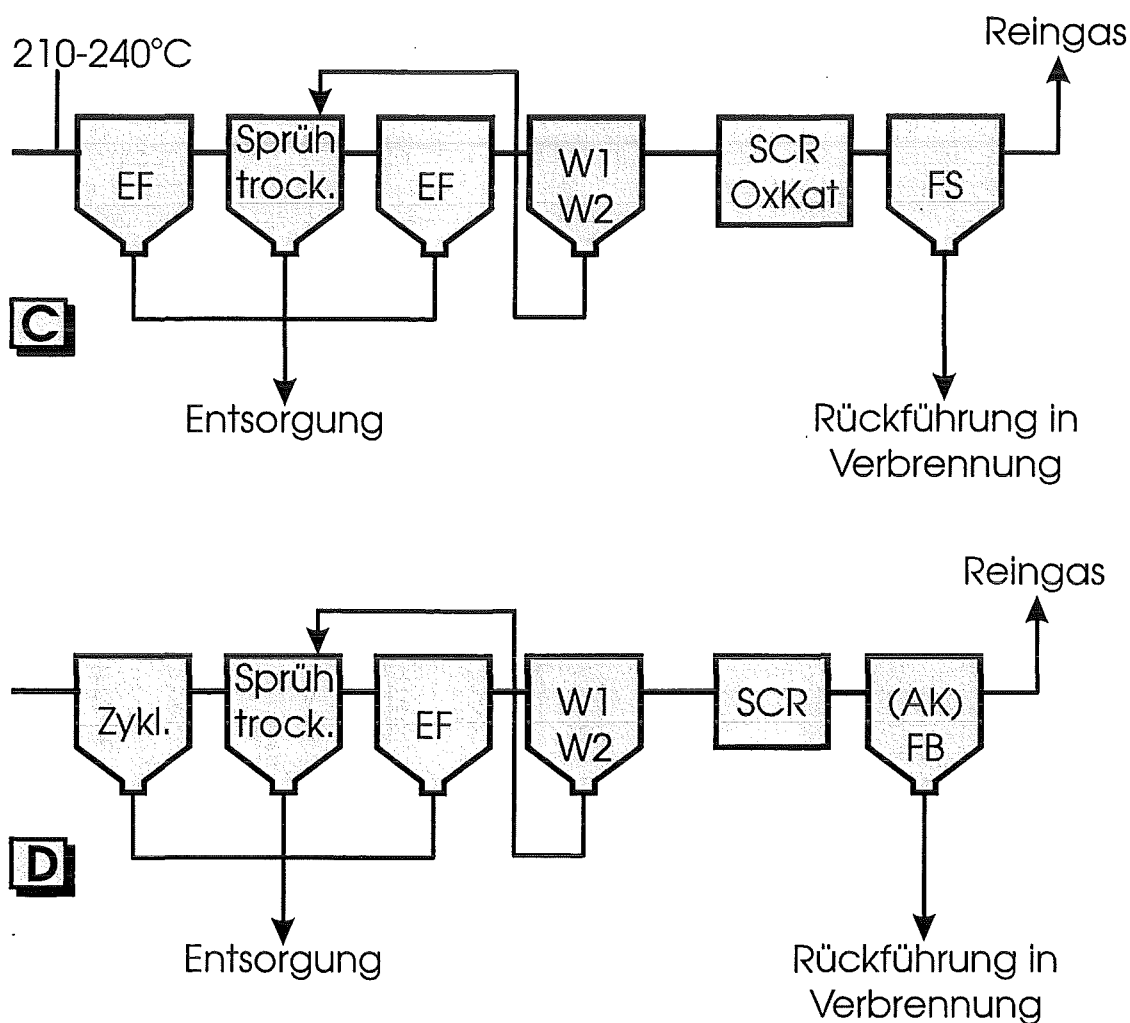 210-240°C
Reingas
EF
Sprüh
trock.
EF
W1
W2
SCR
OxKat
FS
C
Entsorgung
Rückführung in
Verbrennung
Reingas
Zykl.
Sprüh
trock.
EF
W1
W2
SCR
(AK)
FB
D
Entsorgung
Rückführung in
Verbrennung